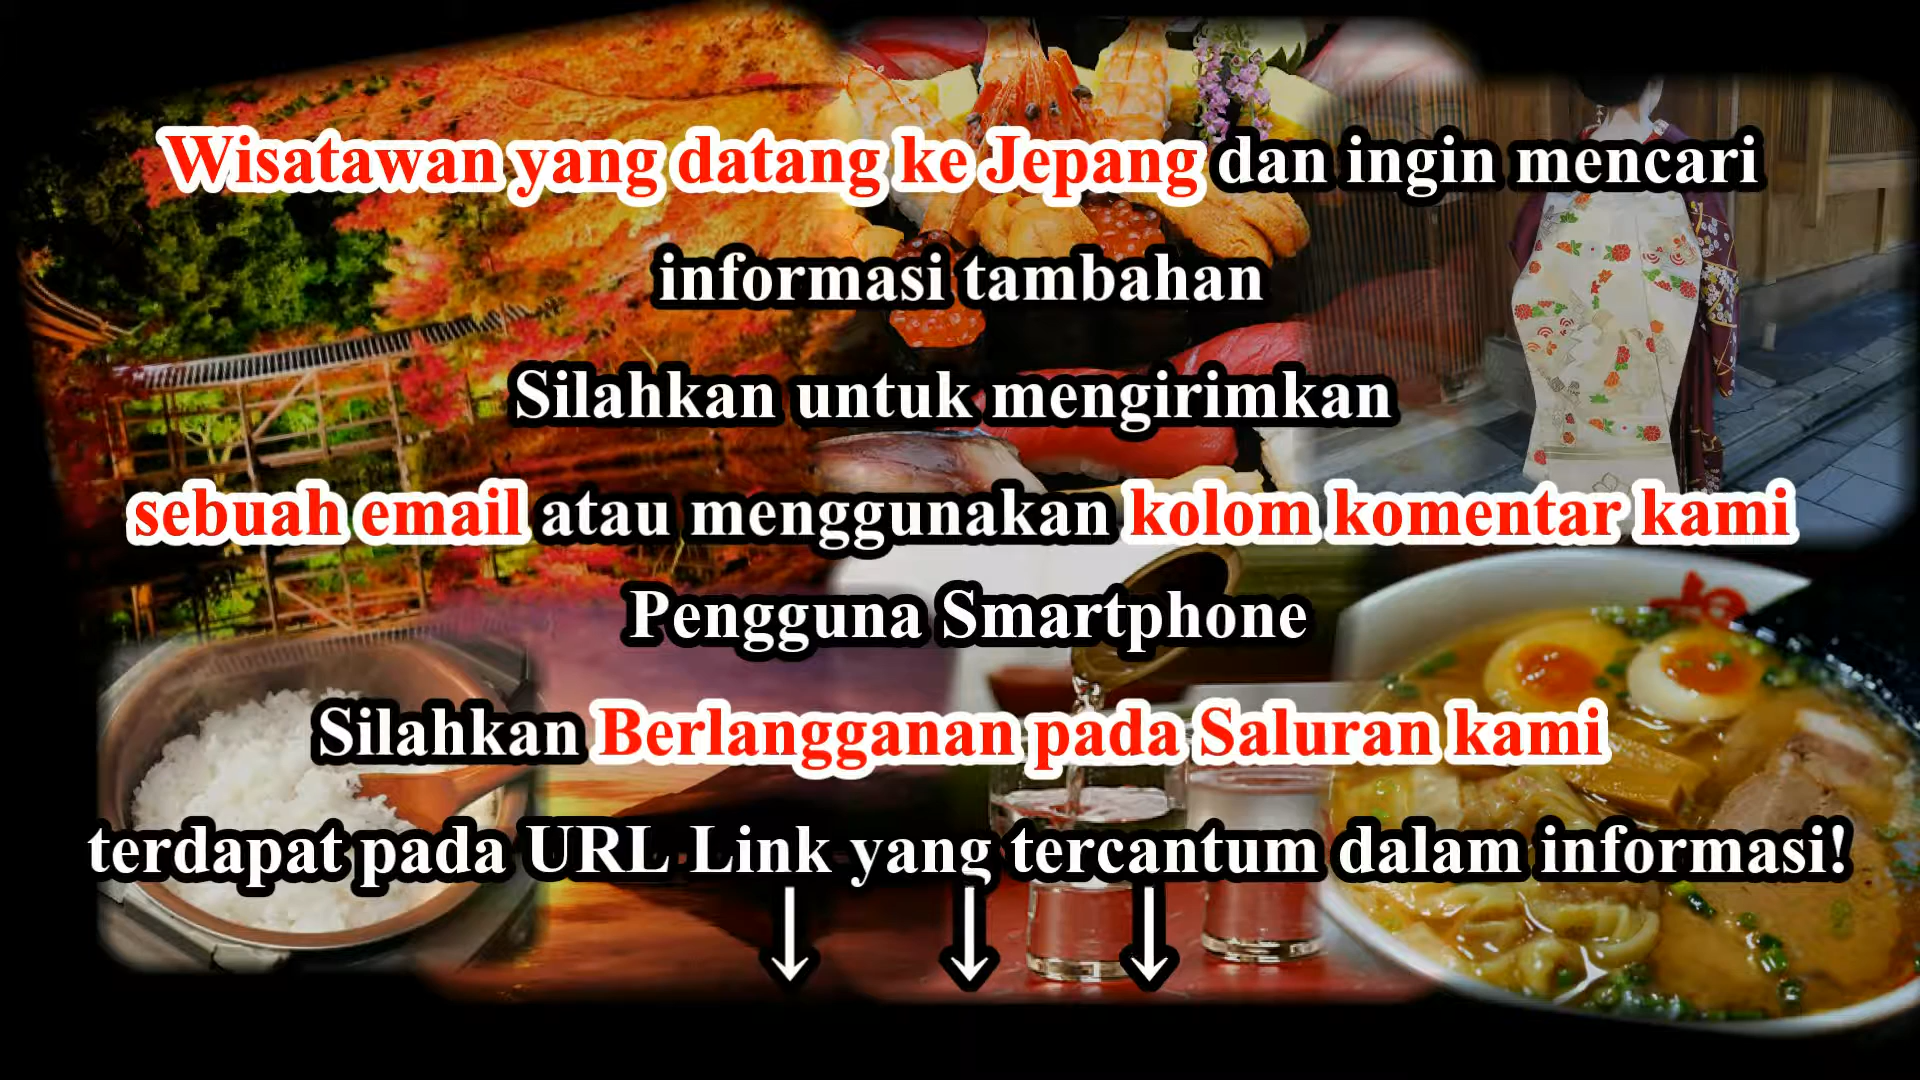 Wisatawan yang datang ke Jepang dan ingin mencari
informasi tambahan
Silahkan untuk mengirimkan
sebuah email atau menggunakan kolom komentar kami
Pengguna Smartphone
Silahkan Berlangganan pada Saluran kami
terdapat pada URL Link yang tercantum dalam informasi!
↓ ↓ ↓